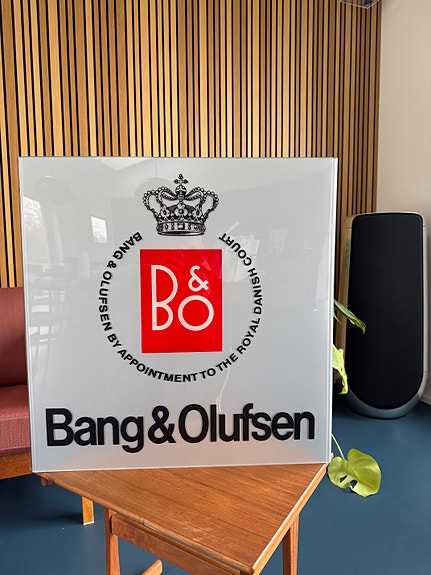 BANG & OLUFSEN BY APPOINTMENT TO THE ROYAL DANISH COURT
B&O
Bang&Olufsen